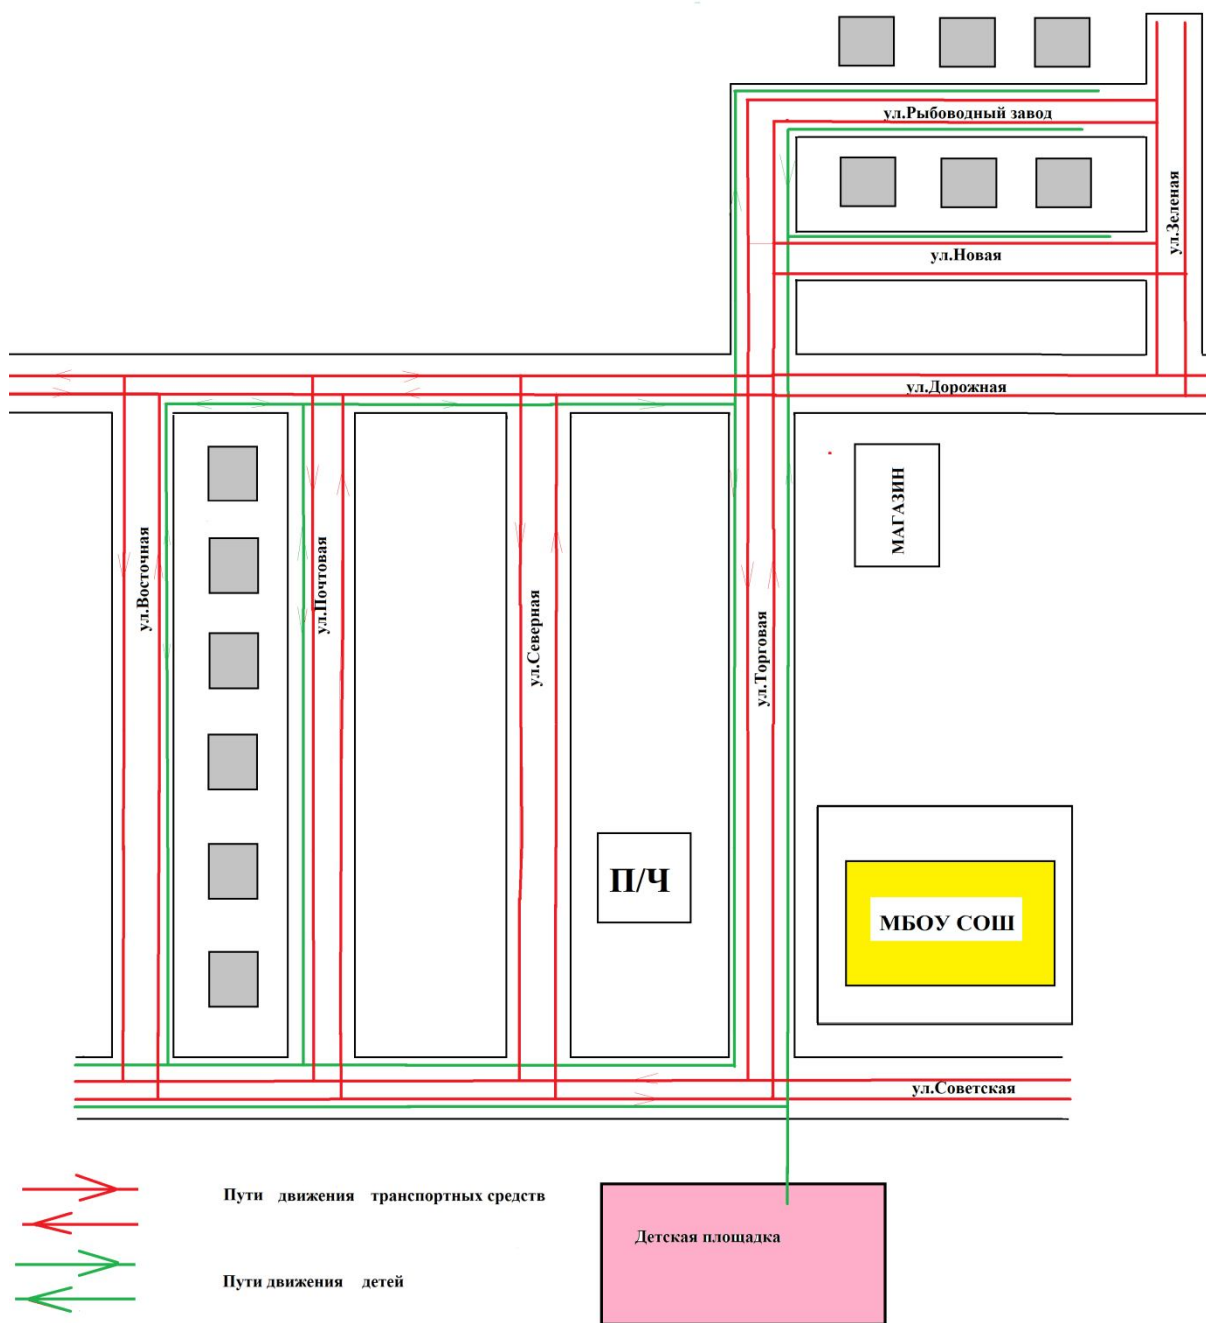 ул.Рыбоводный завод
ул.Зеленая
ул.Новая
ул.Дорожная
МАГАЗИН
ул.Восточная
ул.Почтовая
ул.Северная
ул.Торговая
П/Ч
МБОУ СОШ
ул.Советская
Пути движения транспортных средств
Детская площадка
Пути движения детей